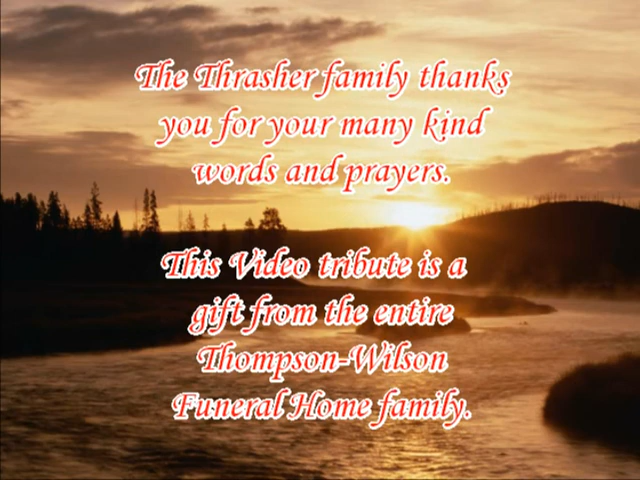 The Thrasher family thanks
you for your many kind
words and prayers.
This Video tribute is a
gift from the entire
Thompson-Wilson
Funeral Home family.